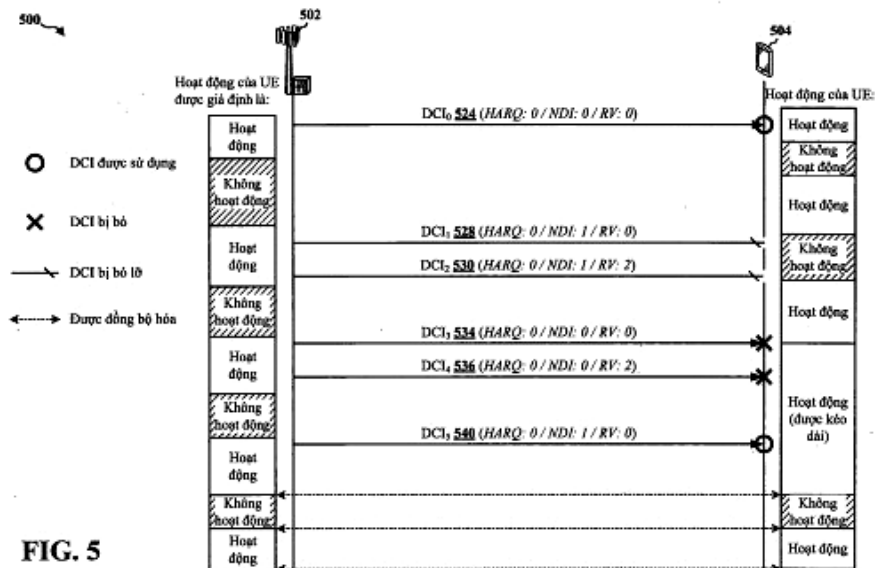 500
502
504
Hoạt động của UE
được giả định là:
Hoạt động của UE:
DCI₀ 524 (HARQ: 0 / NDI: 0 / RV: 0)
Hoạt
động
Hoạt động
DCI được sử dụng
Không
hoạt động
Không
hoạt động
DCI bị bỏ
Hoạt động
DCI₁ 528 (HARQ: 0 / NDI: 1 / RV: 0)
Hoạt
động
Không
hoạt động
DCI bị bỏ lỡ
DCI₂ 530 (HARQ: 0 / NDI: 1 / RV: 2)
Không
hoạt động
Hoạt động
Được đồng bộ hóa
DCI₃ 534 (HARQ: 0 / NDI: 0 / RV: 0)
Hoạt
động
DCI₄ 536 (HARQ: 0 / NDI: 0 / RV: 2)
Không
hoạt động
Hoạt động
(được kéo
dài)
DCI₅ 540 (HARQ: 0 / NDI: 1 / RV: 0)
Hoạt
động
Không
hoạt động
Không
hoạt động
Hoạt
động
Hoạt động
FIG. 5